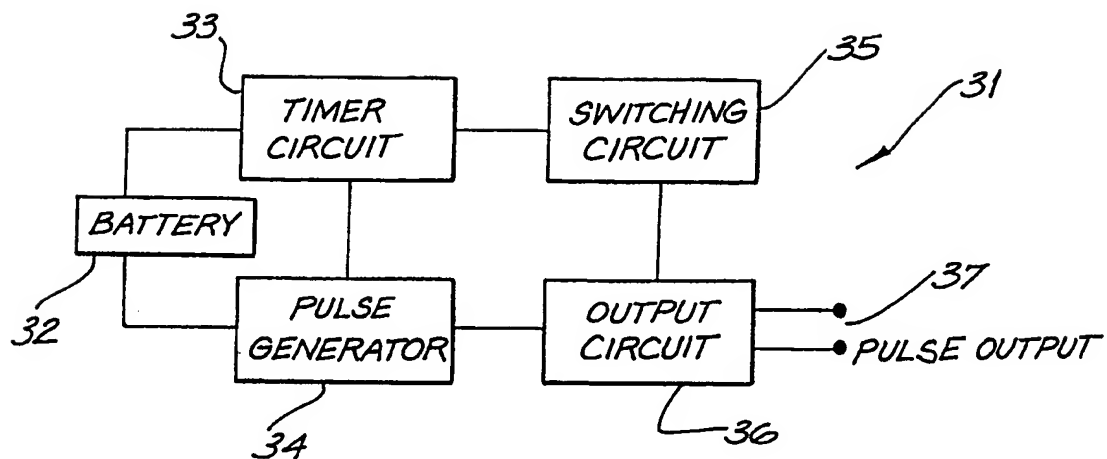 33
35
31
TIMER
CIRCUIT
SWITCHING
CIRCUIT
BATTERY
32
PULSE
GENERATOR
OUTPUT
CIRCUIT
37
PULSE OUTPUT
34
36